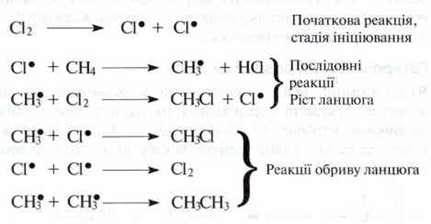 Cl₂ ⟶ Cl• + Cl• Початкова реакція,
стадія ініціювання
Cl• + CH₄ ⟶ CH₃• + HCl Послідовні
реакції
CH₃• + Cl₂ ⟶ CH₃Cl + Cl• Ріст ланцюга
CH₃• + Cl• ⟶ CH₃Cl
Cl• + Cl• ⟶ Cl₂ Реакції обриву ланцюга
CH₃• + CH₃• ⟶ CH₃CH₃